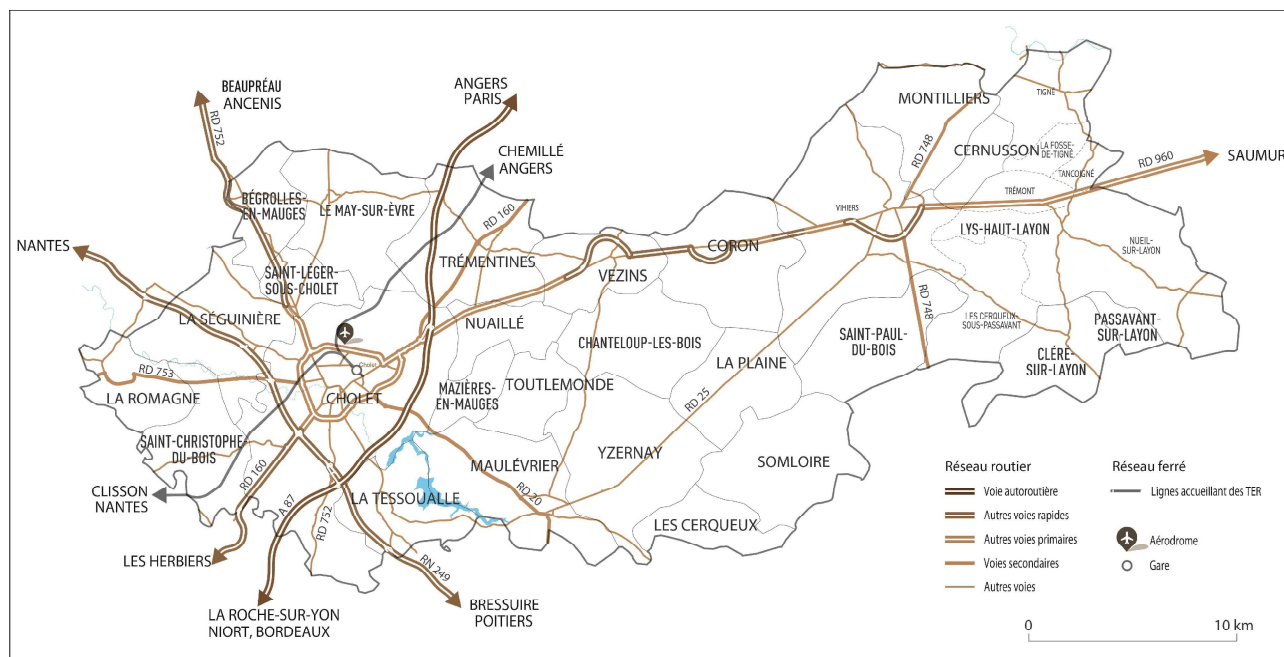 BEAUPRÉAU
ANCENIS
ANGERS
PARIS
RD 752
CHEMILLÉ
ANGERS
MONTILLIERS
TIGNÉ
RD 748
CERNUSSON
LA FOSSE-
DE-TIGNÉ
TANCOIGNÉ
RD 960
SAUMUR
BÉGROLLES-
EN-MAUGES
LE MAY-SUR-ÈVRE
RD 160
TRÉMONT
VIHIERS
LYS-HAUT-LAYON
NANTES
TRÉMENTINES
CORON
NUEIL-
SUR-LAYON
SAINT-LÉGER-
SOUS-CHOLET
VEZINS
LA SÉGUINIÈRE
NUAILLÉ
RD 748
LES CERQUEUX-
SOUS-PASSAVANT
PASSAVANT-
SUR-LAYON
CHANTELOUP-LES-BOIS
SAINT-PAUL-
DU-BOIS
CLÉRÉ-
SUR-LAYON
LA PLAINE
Cholet
RD 753
LA ROMAGNE
CHOLET
MAZIÈRES-
EN-MAUGES
TOUTLEMONDE
RD 25
SAINT-CHRISTOPHE-
DU-BOIS
YZERNAY
SOMLOIRE
MAULÉVRIER
RD 160
CLISSON
NANTES
A 87
LA TESSOUALLE
RD 20
RD 752
LES CERQUEUX
LES HERBIERS
RN 249
LA ROCHE-SUR-YON
NIORT, BORDEAUX
BRESSUIRE
POITIERS
Réseau routier
Voie autoroutière
Autres voies rapides
Autres voies primaires
Voies secondaires
Autres voies
Réseau ferré
Lignes accueillant des TER
Aérodrome
Gare
0
10 km